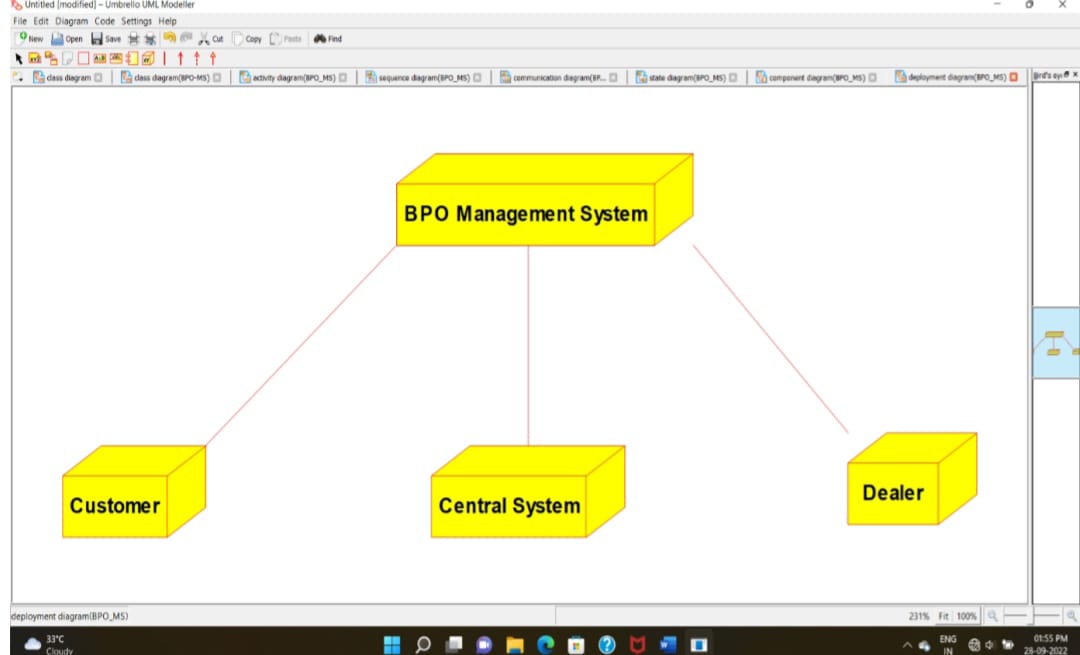 Untitled [modified] – Umbrello UML Modeller
File Edit Diagram Code Settings Help
New Open Save Cut Copy Paste Find
class diagram class diagram(BPO-MS) activity diagram(BPO_MS) sequence diagram(BPO_MS) communication diagram(BP... state diagram(BPO_MS) component diagram(BPO_MS) deployment diagram(BPO_MS) Bird's eye
BPO Management System
Customer
Central System
Dealer
deployment diagram(BPO_MS) 231% Fit 100%
33°C
Cloudy
ENG
IN
01:55 PM
28-09-2022